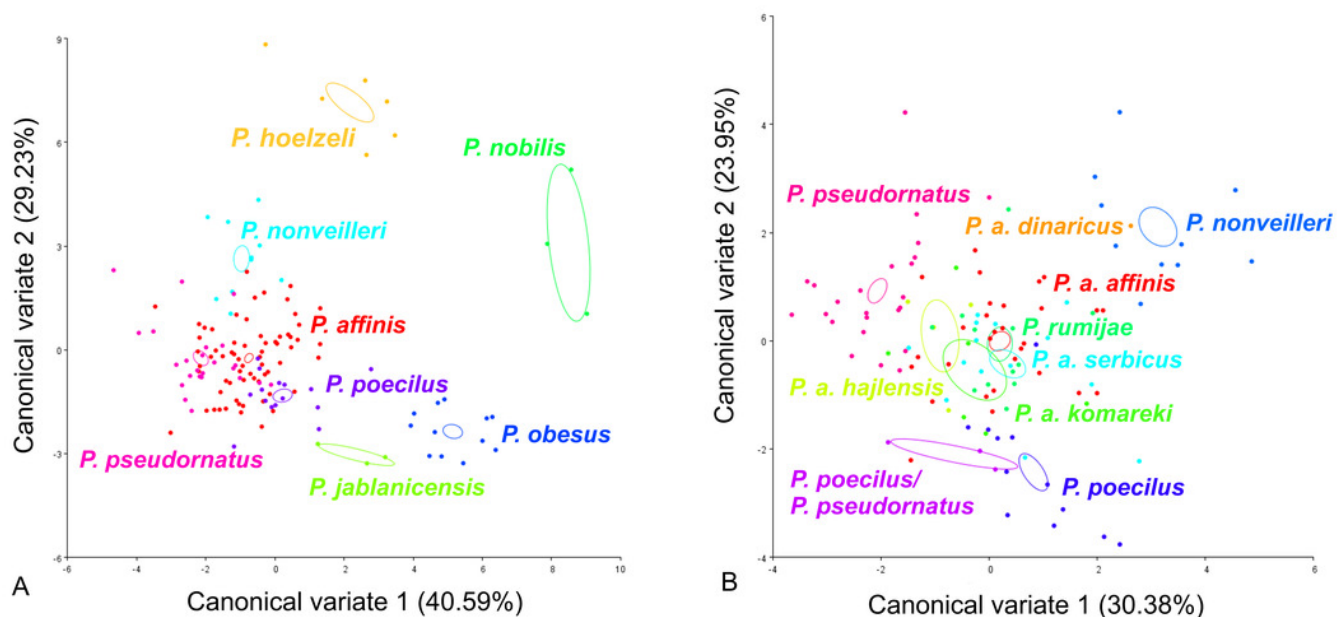 9
6
3
0
-3
-6
-6
-4
-2
0
2
4
6
8
10
Canonical variate 2 (29.23%)
Canonical variate 1 (40.59%)
P. hoelzeli
P. nobilis
P. nonveilleri
P. affinis
P. poecilus
P. obesus
P. pseudornatus
P. jablanicensis
A
6
4
2
0
-2
-4
-4
-2
0
2
4
6
Canonical variate 2 (23.95%)
Canonical variate 1 (30.38%)
P. pseudornatus
P. a. dinaricus
P. nonveilleri
P. a. affinis
P. rumijae
P. a. serbicus
P. a. hajlensis
P. a. komareki
P. poecilus/
P. pseudornatus
P. poecilus
B